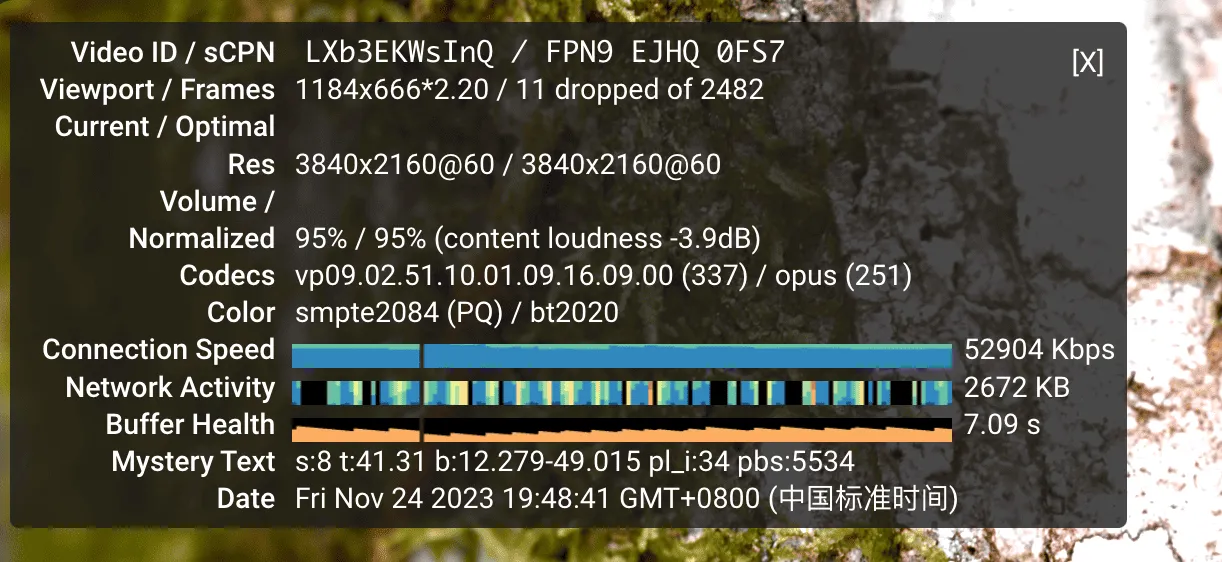 Video ID / sCPN LXb3EKWsInQ / FPN9 EJHQ 0FS7
[X]
Viewport / Frames 1184x666*2.20 / 11 dropped of 2482
Current / Optimal
Res 3840x2160@60 / 3840x2160@60
Volume /
Normalized 95% / 95% (content loudness -3.9dB)
Codecs vp09.02.51.10.01.09.16.09.00 (337) / opus (251)
Color smpte2084 (PQ) / bt2020
Connection Speed 52904 Kbps
Network Activity 2672 KB
Buffer Health 7.09 s
Mystery Text s:8 t:41.31 b:12.279-49.015 pl_i:34 pbs:5534
Date Fri Nov 24 2023 19:48:41 GMT+0800 (中国标准时间)